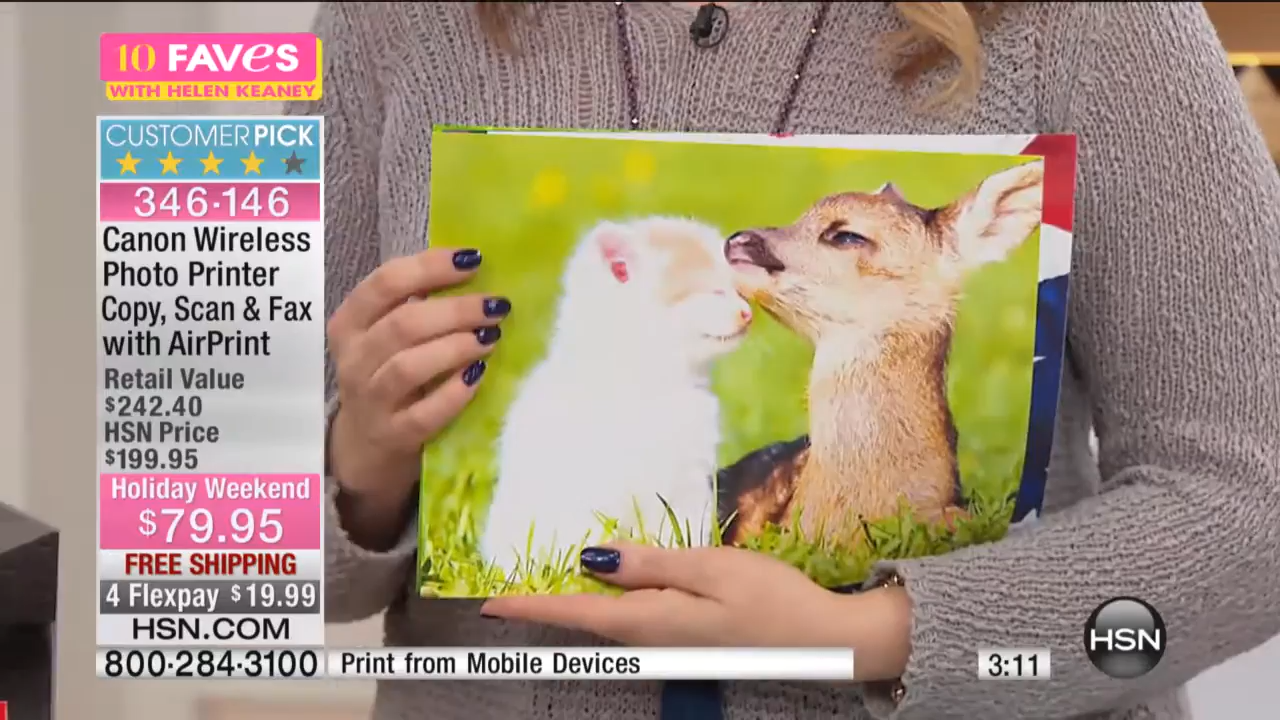 10 FAVeS
WITH HELEN KEANEY
CUSTOMER PICK
346·146
Canon Wireless
Photo Printer
Copy, Scan & Fax
with AirPrint
Retail Value
$242.40
HSN Price
$199.95
Holiday Weekend
$79.95
FREE SHIPPING
4 Flexpay $19.99
HSN.COM
800·284·3100
Print from Mobile Devices
3:11
HSN